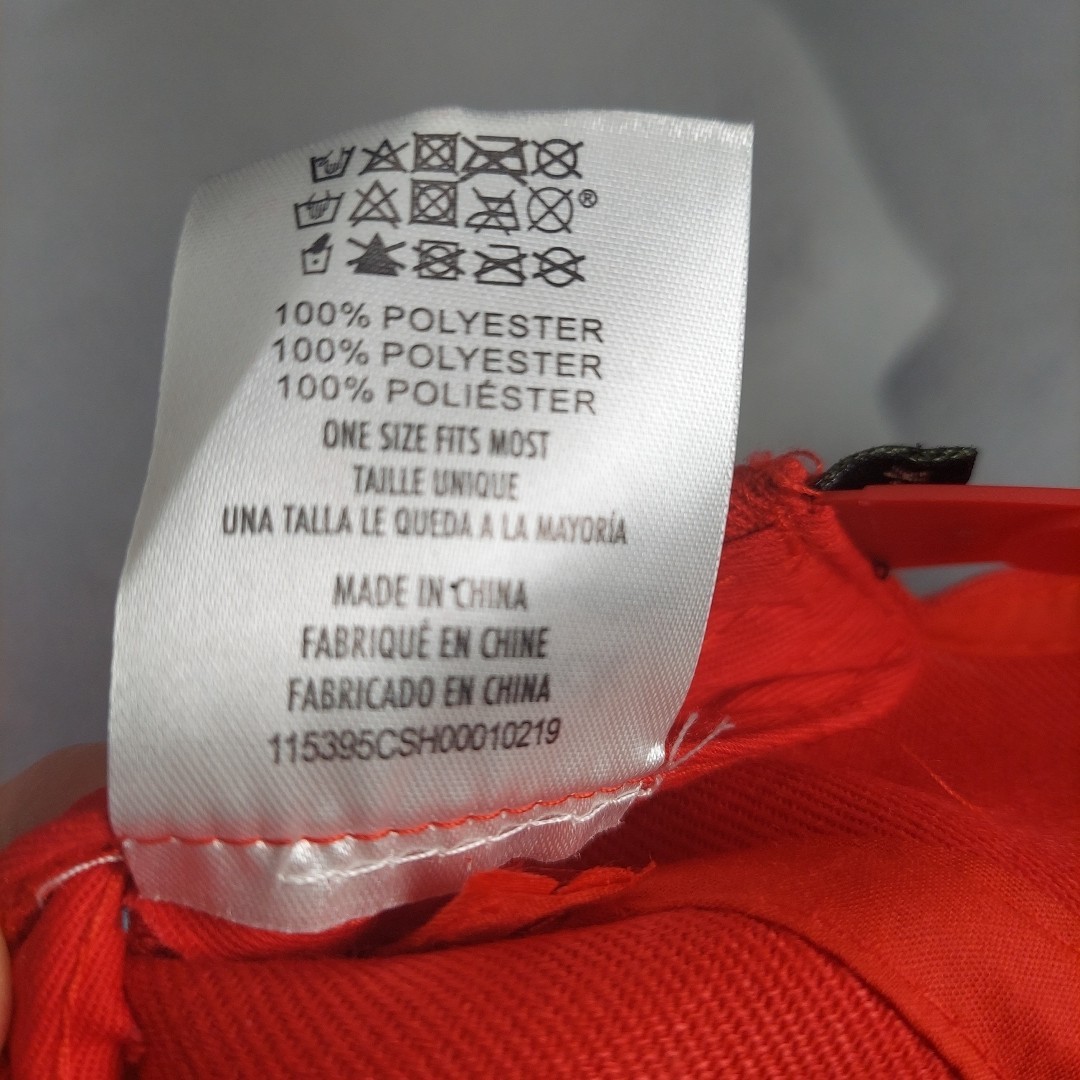 ®
100% POLYESTER
100% POLYESTER
100% POLIÉSTER
ONE SIZE FITS MOST
TAILLE UNIQUE
UNA TALLA LE QUEDA A LA MAYORÍA
MADE IN CHINA
FABRIQUÉ EN CHINE
FABRICADO EN CHINA
115395CSH00010219